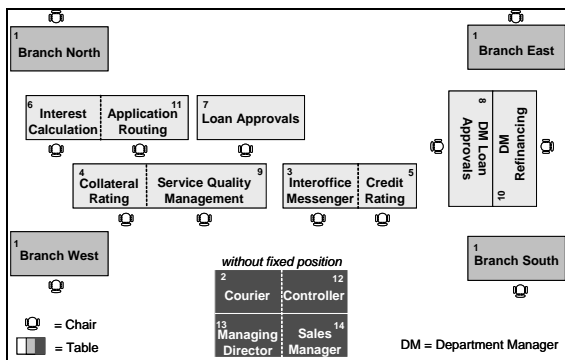 1
Branch North
1
Branch East
6
Interest
Calculation
Application
Routing
11
7
Loan Approvals
8
DM Loan
Approvals
DM
Refinancing
10
4
Collateral
Rating
Service Quality
Management
9
3
Interoffice
Messenger
Credit
Rating
5
1
Branch West
1
Branch South
without fixed position
2
Courier
12
Controller
13
Managing
Director
14
Sales
Manager
= Chair
= Table
DM = Department Manager